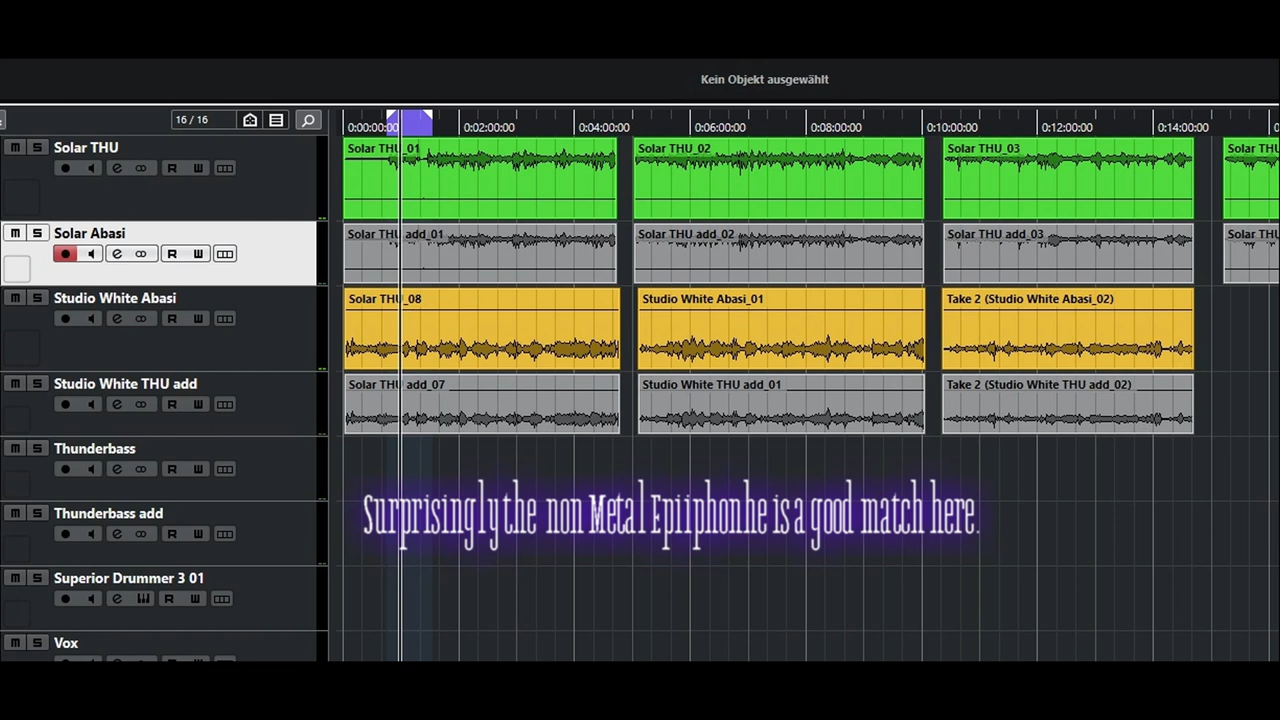 Kein Objekt ausgewählt
16 / 16
0:00:00:00 0:02:00:00 0:04:00:00 0:06:00:00 0:08:00:00 0:10:00:00 0:12:00:00 0:14:00:00
m S Solar THU
R W
Solar THU_01 Solar THU_02 Solar THU_03 Solar THU
m S Solar Abasi
e R W
Solar THU add_01 Solar THU add_02 Solar THU add_03 Solar THU
m S Studio White Abasi
e R W
Solar THU_08 Studio White Abasi_01 Take 2 (Studio White Abasi_02)
m S Studio White THU add
e R W
Solar THU add_07 Studio White THU add_01 Take 2 (Studio White THU add_02)
m S Thunderbass
e R W
Surprisingly the non Metal Epiiphonhe is a good match here.
m S Thunderbass add
e R W
m S Superior Drummer 3 01
e R W
m S Vox